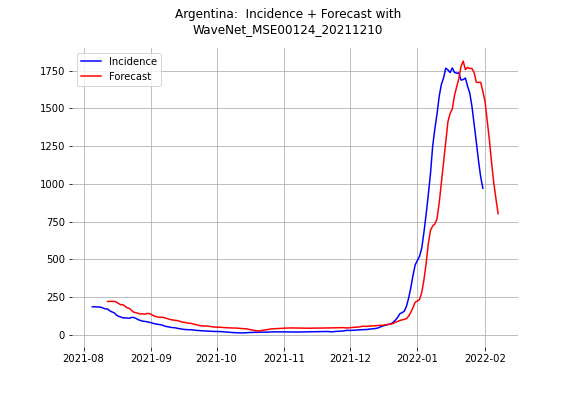 Argentina:  Incidence + Forecast with
WaveNet_MSE00124_20211210
Incidence
Forecast
1750
1500
1250
1000
750
500
250
0
2021-08 2021-09 2021-10 2021-11 2021-12 2022-01 2022-02